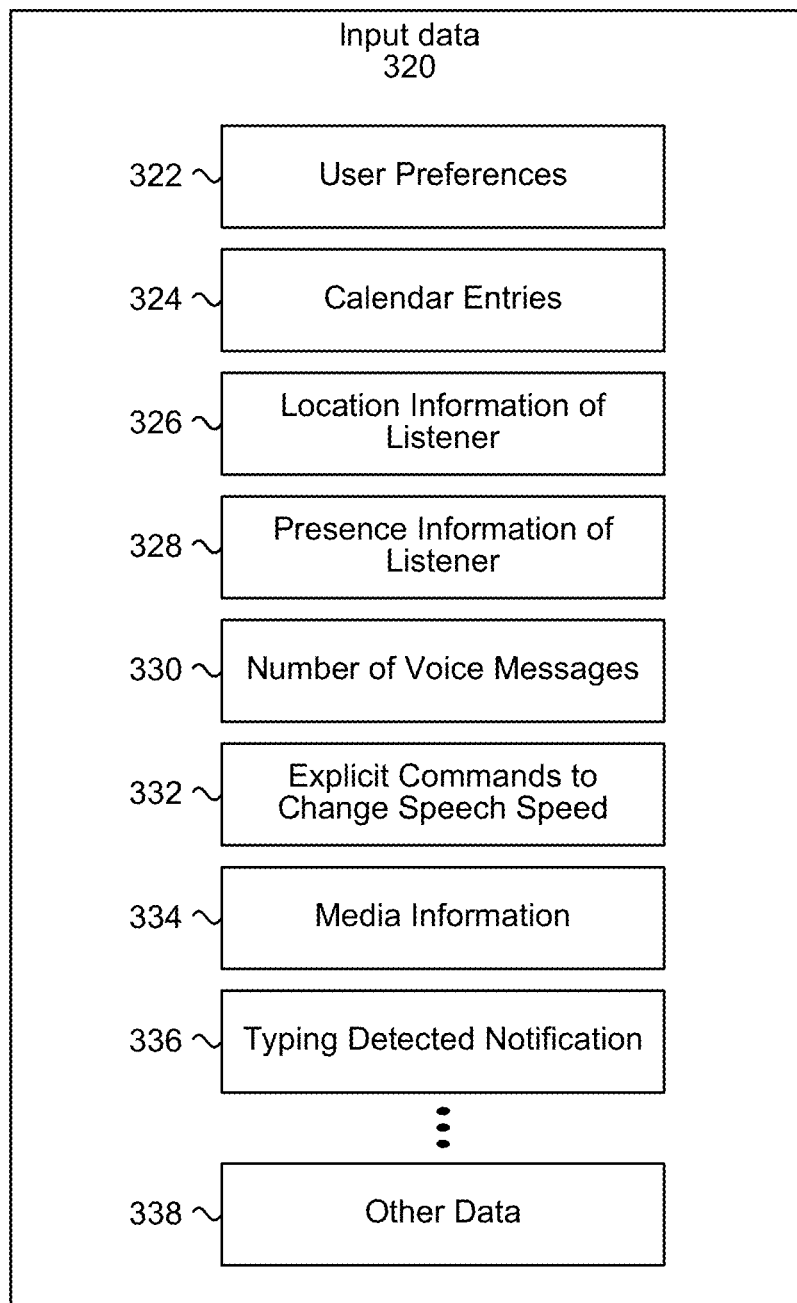 Input data
320
322 User Preferences
324 Calendar Entries
326 Location Information of
Listener
328 Presence Information of
Listener
330 Number of Voice Messages
332 Explicit Commands to
Change Speech Speed
334 Media Information
336 Typing Detected Notification
338 Other Data